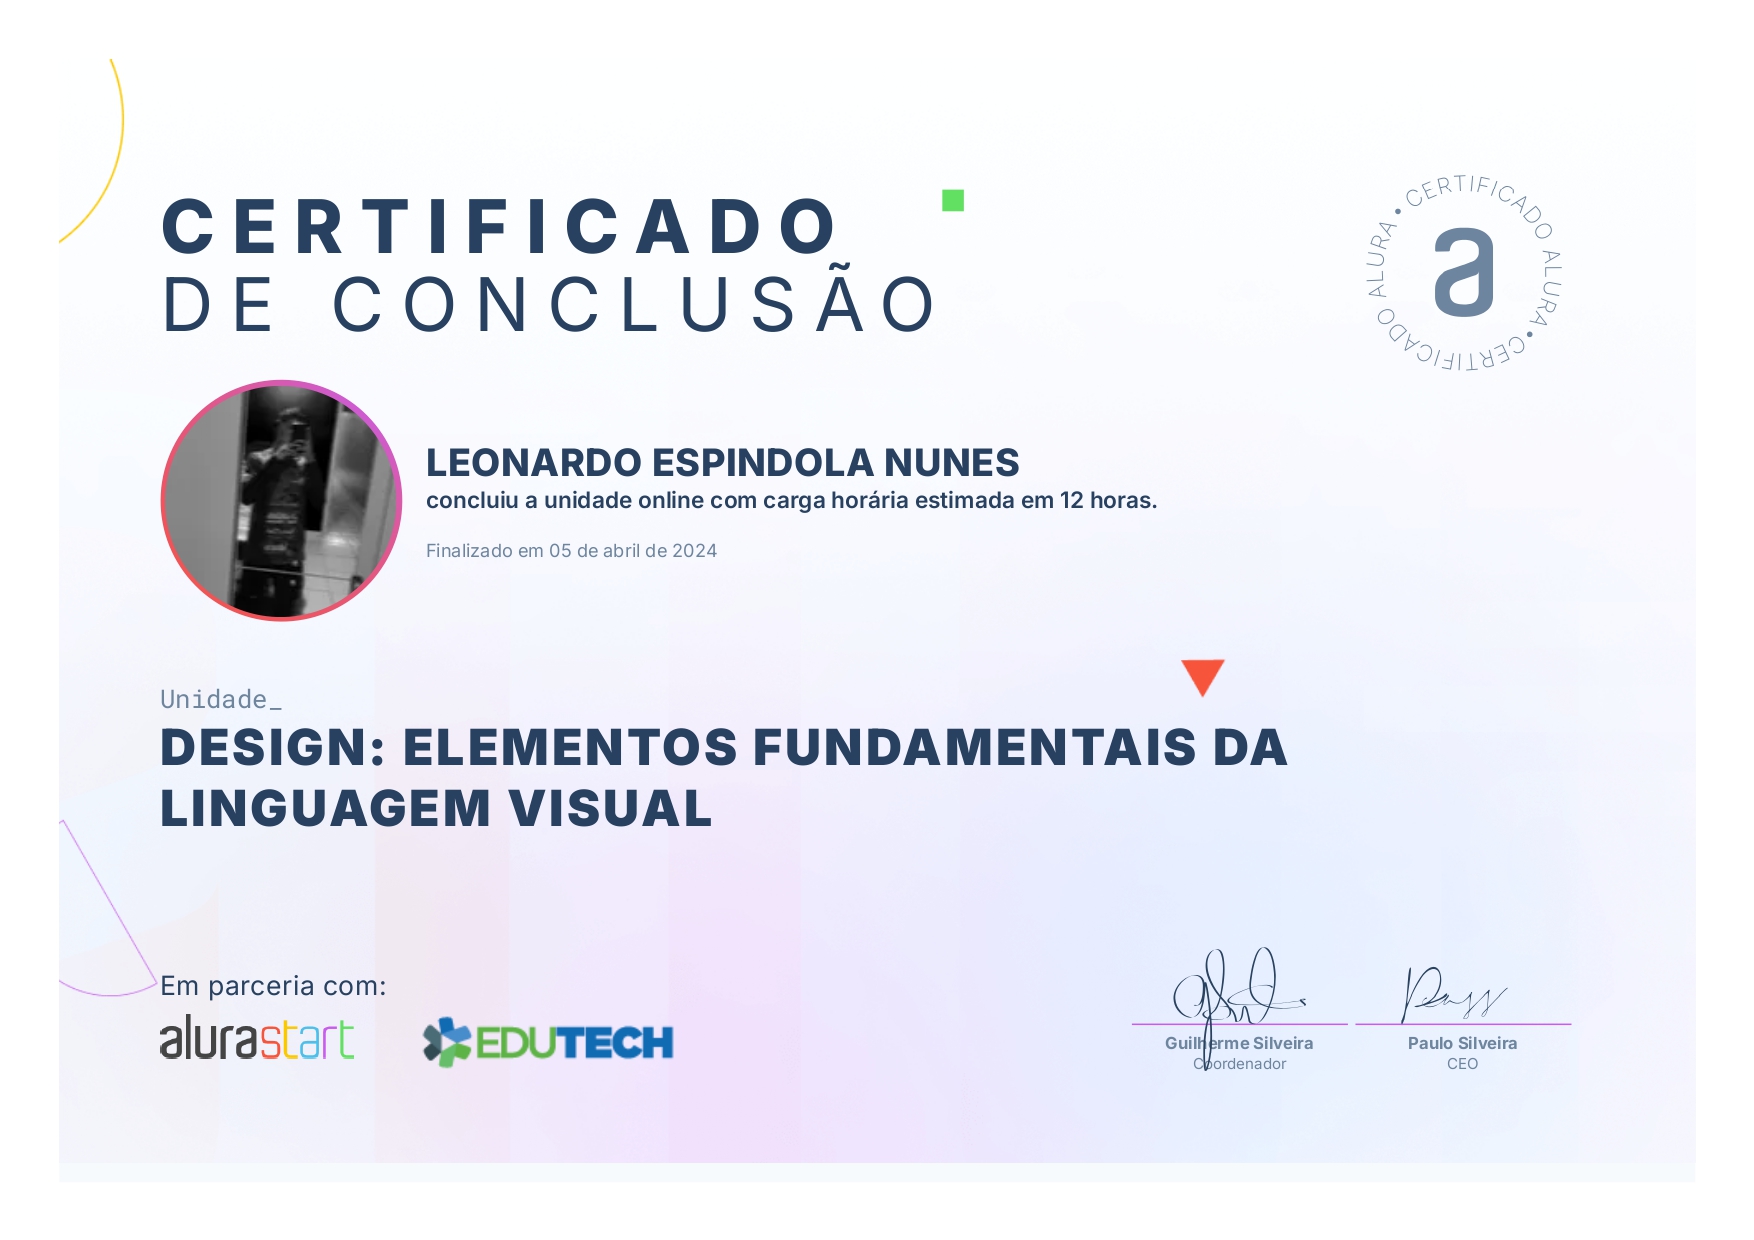 CERTIFICADO
DE CONCLUSÃO
CERTIFICADO ALURA • CERTIFICADO ALURA •
a
LEONARDO ESPINDOLA NUNES
concluiu a unidade online com carga horária estimada em 12 horas.
Finalizado em 05 de abril de 2024
Unidade_
DESIGN: ELEMENTOS FUNDAMENTAIS DA
LINGUAGEM VISUAL
Em parceria com:
alurastart
EDUTECH
Guilherme Silveira
Coordenador
Paulo Silveira
CEO